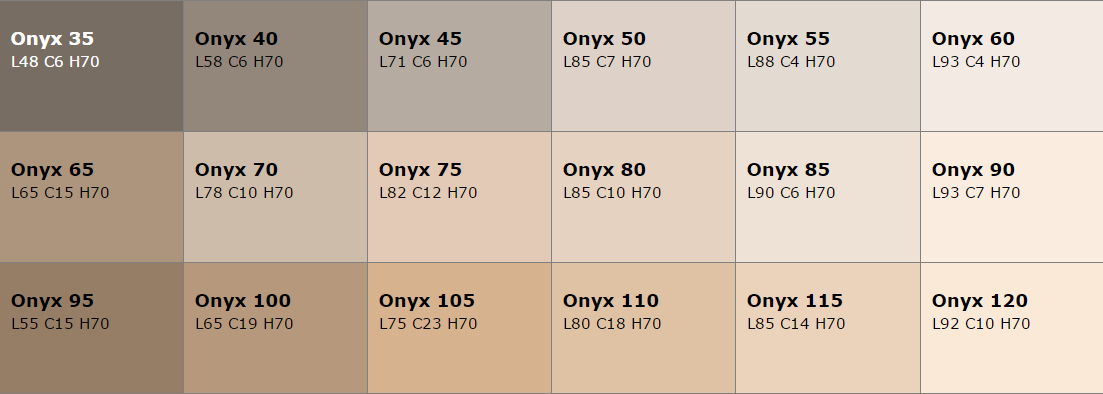 Onyx 35
L48 C6 H70
Onyx 40
L58 C6 H70
Onyx 45
L71 C6 H70
Onyx 50
L85 C7 H70
Onyx 55
L88 C4 H70
Onyx 60
L93 C4 H70
Onyx 65
L65 C15 H70
Onyx 70
L78 C10 H70
Onyx 75
L82 C12 H70
Onyx 80
L85 C10 H70
Onyx 85
L90 C6 H70
Onyx 90
L93 C7 H70
Onyx 95
L55 C15 H70
Onyx 100
L65 C19 H70
Onyx 105
L75 C23 H70
Onyx 110
L80 C18 H70
Onyx 115
L85 C14 H70
Onyx 120
L92 C10 H70